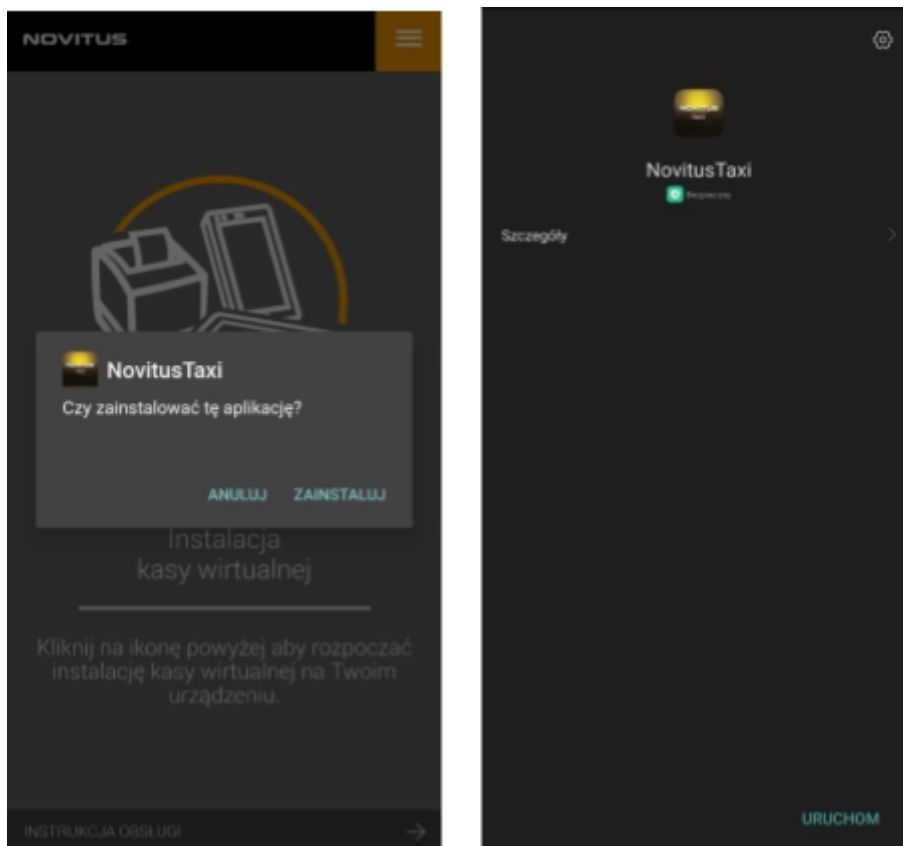 NOVITUS
NovitusTaxi
Czy zainstalować tę aplikację?
ANULUJ ZAINSTALUJ
Instalacja
kasy wirtualnej
Kliknij na ikonę powyżej aby rozpocząć
instalację kasy wirtualnej na Twoim
urządzeniu.
INSTRUKCJA OBSŁUGI
NOVITUS
TAXI
NovitusTaxi
Bezpieczny
Szczegóły
URUCHOM